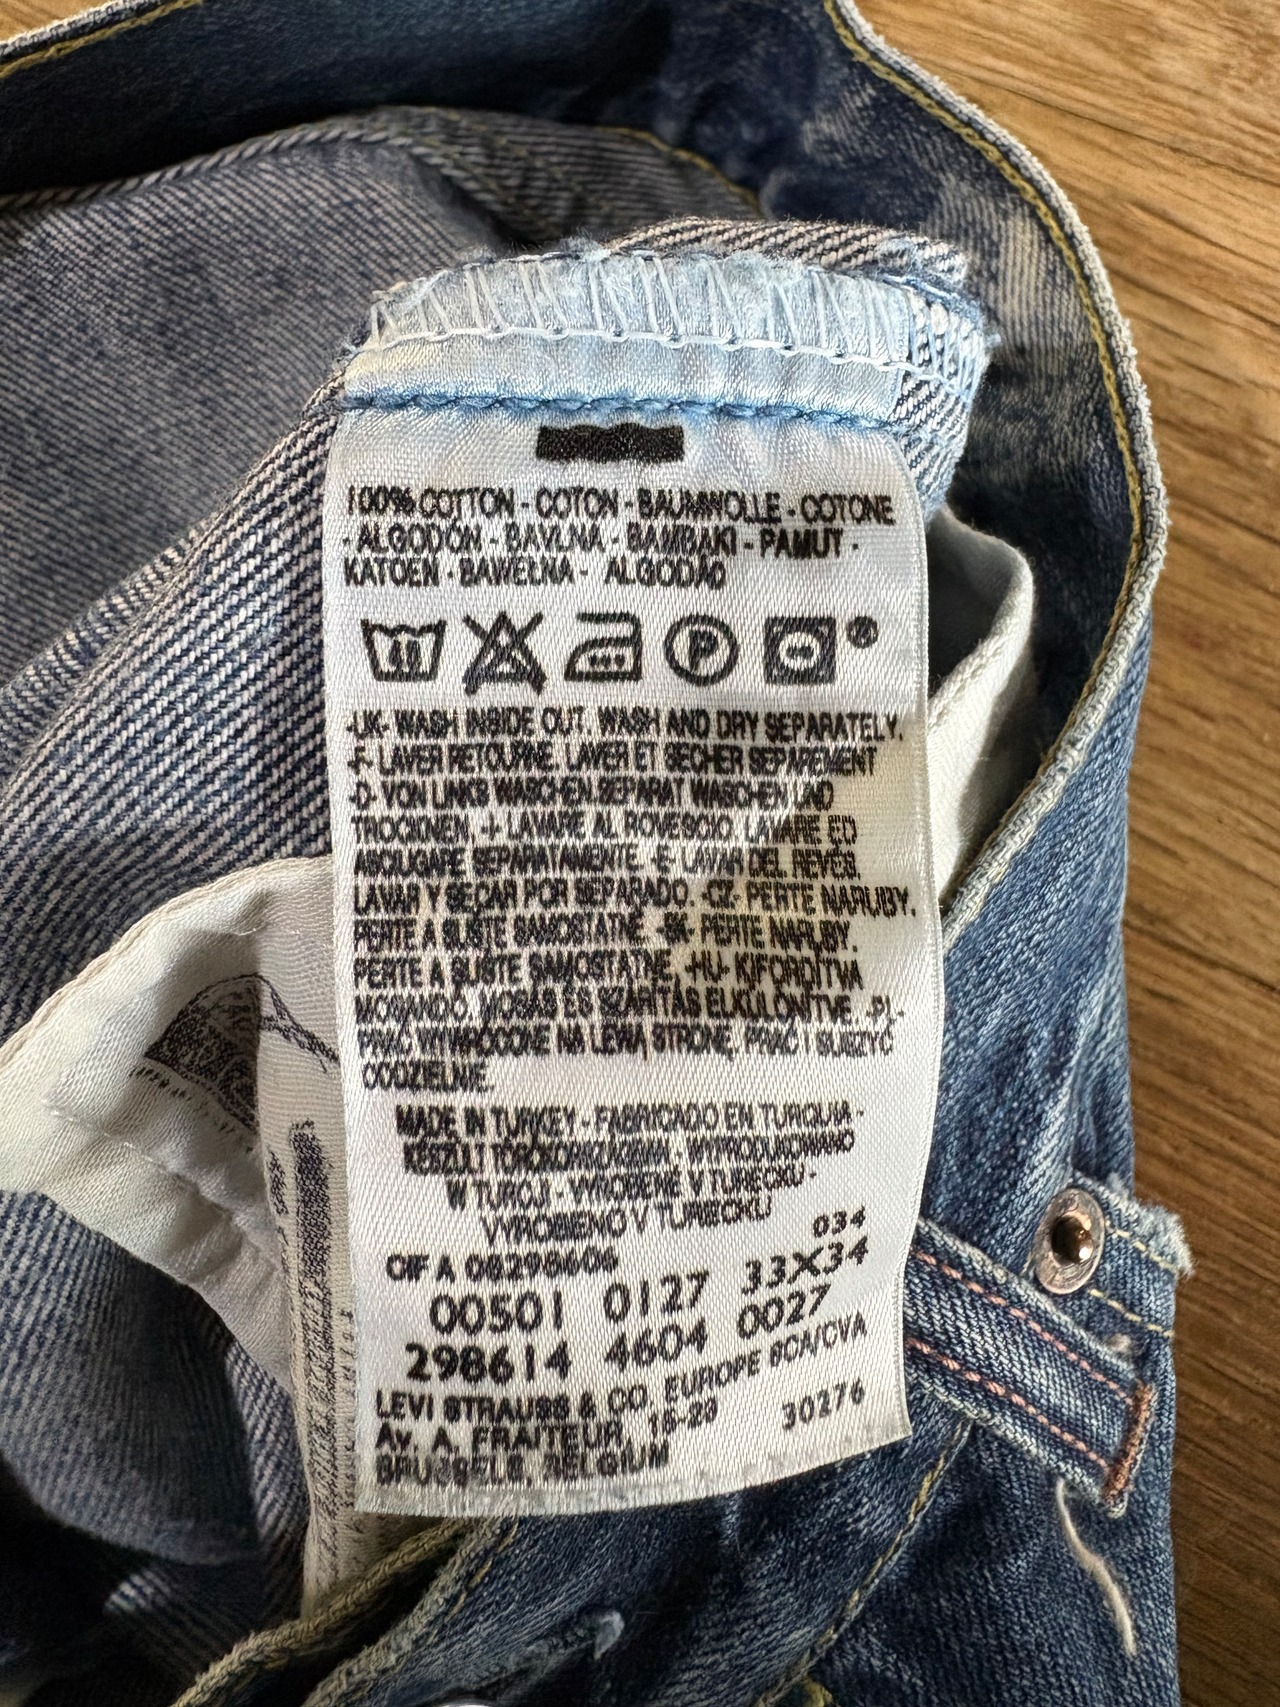 100% COTTON - COTON - BAUMWOLLE - COTONE
- ALGODÓN - BAVLNA - BAMBAKI - PAMUT -
KATOEN - BAWEŁNA - ALGODÃO
P
-UK- WASH INSIDE OUT. WASH AND DRY SEPARATELY.
-F- LAVER RETOURNE. LAVER ET SECHER SEPAREMENT
-D- VON LINKS WASCHEN SEPARAT WASCHEN UND
TROCKNEN. -I- LAVARE AL ROVESCIO. LAVARE ED
ASCIUGARE SEPARATAMENTE. -E- LAVAR DEL REVÉS.
LAVAR Y SECAR POR SEPARADO. -CZ- PERTE NARUBY.
PERTE A SUŠTE SAMOSTATNĚ. -SK- PERTE NARUBY.
PERTE A SUŠTE SAMOSTATNE. -HU- KIFORDÍTVA
MOSANDÓ. MOSÁS ÉS SZÁRÍTÁS ELKÜLÖNÍTVE. -PL-
PRAĆ WYWRÓCONE NA LEWĄ STRONĘ, PRAĆ I SUSZYĆ
ODDZIELNIE.
MADE IN TURKEY - FABRICADO EN TURQUIA -
WYPRODUKOWANO
W TURCJI - VYROBENÉ V TURECKU -
VYROBENO V TURECKU
034
OF A 08298606
00501 0127 33X34
298614 4604 0027
LEVI STRAUSS & CO. EUROPE BCA/CVA
Av. A. FRAITEUR 15-23 30276
BRUSSELS, BELGIUM